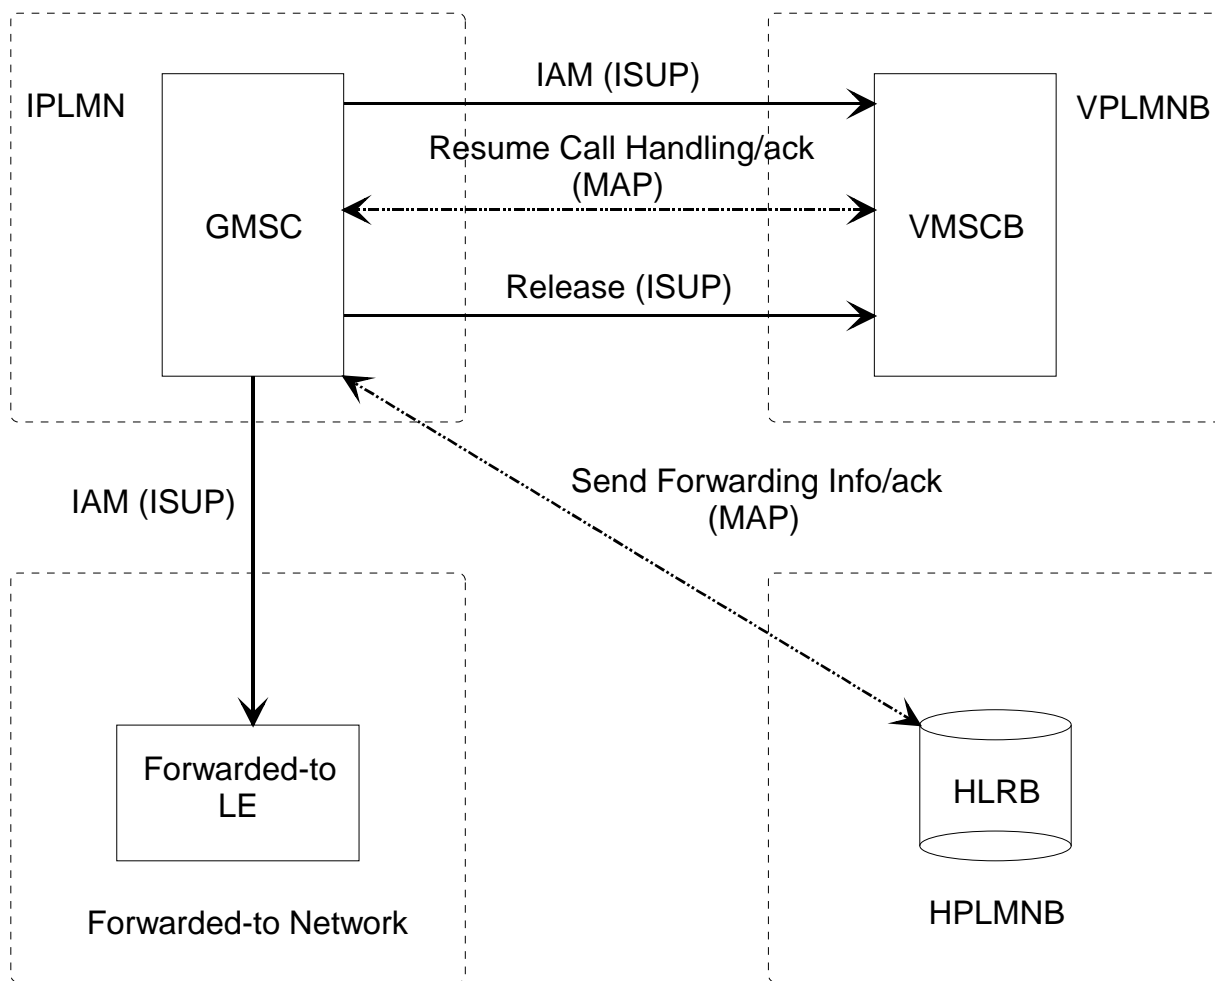 IAM (ISUP)
IPLMN
VPLMNB
Resume Call Handling/ack
(MAP)
GMSC
VMSCB
Release (ISUP)
Send Forwarding Info/ack
(MAP)
IAM (ISUP)
Forwarded-to
LE
HLRB
Forwarded-to Network
HPLMNB